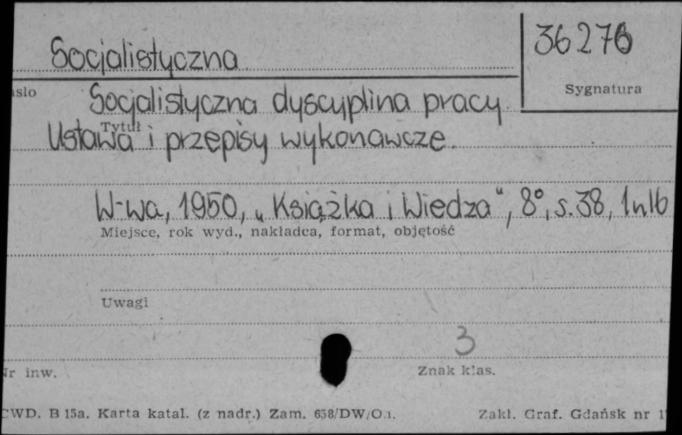 Socjalistyczna
36276
Sygnatura
Socjalistyczna dyscyplina pracy.
Tytuł
Ustawa i przepisy wykonawcze.
W-wa, 1950, „Książka i Wiedza", 8°, s. 38, 1 nlb
Miejsce, rok wyd., nakładca, format, objętość
Uwagi
3
Nr inw.
Znak klas.
CWD. B 15a. Karta katal. (z nadr.) Zam. 658/DW/O.1.
Zakł. Graf. Gdańsk nr